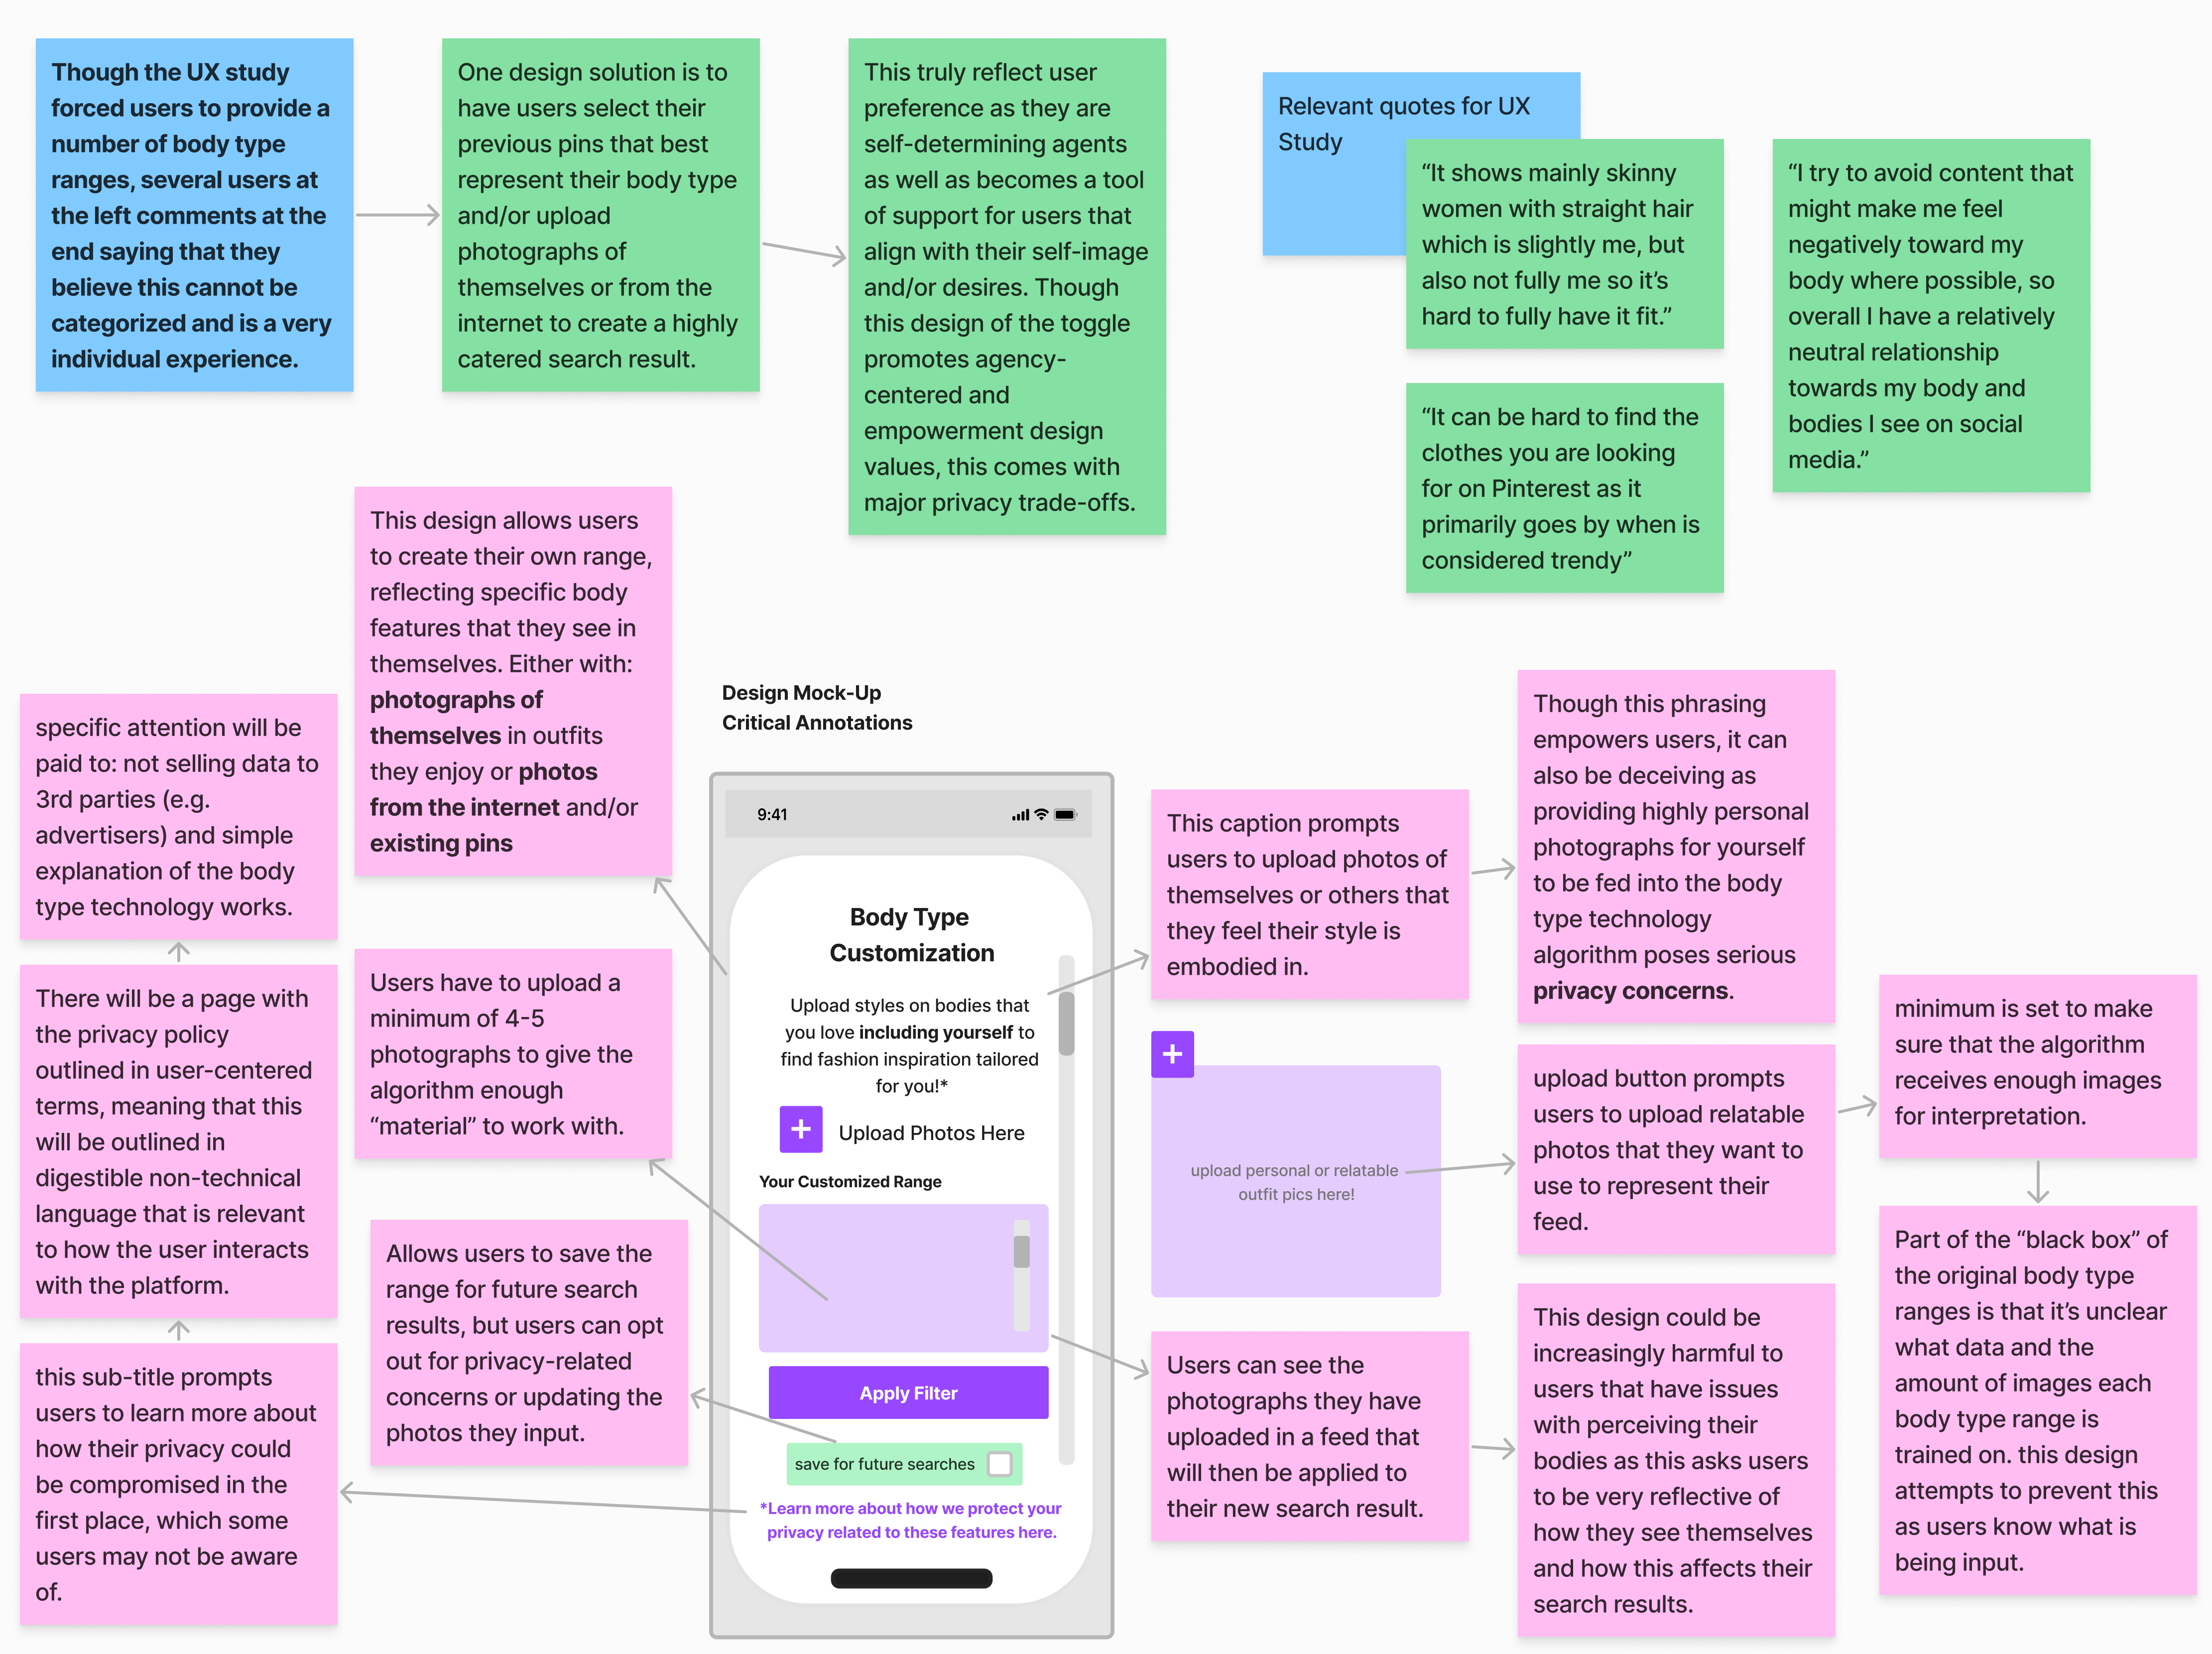 Though the UX study
forced users to provide a
number of body type
ranges, several users at
the left comments at the
end saying that they
believe this cannot be
categorized and is a very
individual experience.
One design solution is to
have users select their
previous pins that best
represent their body type
and/or upload
photographs of
themselves or from the
internet to create a highly
catered search result.
This truly reflect user
preference as they are
self-determining agents
as well as becomes a tool
of support for users that
align with their self-image
and/or desires. Though
this design of the toggle
promotes agency-
centered and
empowerment design
values, this comes with
major privacy trade-offs.
Relevant quotes for UX
Study
“It shows mainly skinny
women with straight hair
which is slightly me, but
also not fully me so it’s
hard to fully have it fit.”
“I try to avoid content that
might make me feel
negatively toward my
body where possible, so
overall I have a relatively
neutral relationship
towards my body and
bodies I see on social
media.”
“It can be hard to find the
clothes you are looking
for on Pinterest as it
primarily goes by when is
considered trendy”
This design allows users
to create their own range,
reflecting specific body
features that they see in
themselves. Either with:
photographs of
themselves in outfits
they enjoy or photos
from the internet and/or
existing pins
specific attention will be
paid to: not selling data to
3rd parties (e.g.
advertisers) and simple
explanation of the body
type technology works.
There will be a page with
the privacy policy
outlined in user-centered
terms, meaning that this
will be outlined in
digestible non-technical
language that is relevant
to how the user interacts
with the platform.
this sub-title prompts
users to learn more about
how their privacy could
be compromised in the
first place, which some
users may not be aware
of.
Users have to upload a
minimum of 4-5
photographs to give the
algorithm enough
“material” to work with.
Allows users to save the
range for future search
results, but users can opt
out for privacy-related
concerns or updating the
photos they input.
Design Mock-Up
Critical Annotations
9:41
Body Type
Customization
Upload styles on bodies that
you love including yourself to
find fashion inspiration tailored
for you!*
+
Upload Photos Here
Your Customized Range
Apply Filter
save for future searches
*Learn more about how we protect your
privacy related to these features here.
This caption prompts
users to upload photos of
themselves or others that
they feel their style is
embodied in.
Though this phrasing
empowers users, it can
also be deceiving as
providing highly personal
photographs for yourself
to be fed into the body
type technology
algorithm poses serious
privacy concerns.
+
upload personal or relatable
outfit pics here!
upload button prompts
users to upload relatable
photos that they want to
use to represent their
feed.
minimum is set to make
sure that the algorithm
receives enough images
for interpretation.
Part of the “black box” of
the original body type
ranges is that it’s unclear
what data and the
amount of images each
body type range is
trained on. this design
attempts to prevent this
as users know what is
being input.
Users can see the
photographs they have
uploaded in a feed that
will then be applied to
their new search result.
This design could be
increasingly harmful to
users that have issues
with perceiving their
bodies as this asks users
to be very reflective of
how they see themselves
and how this affects their
search results.